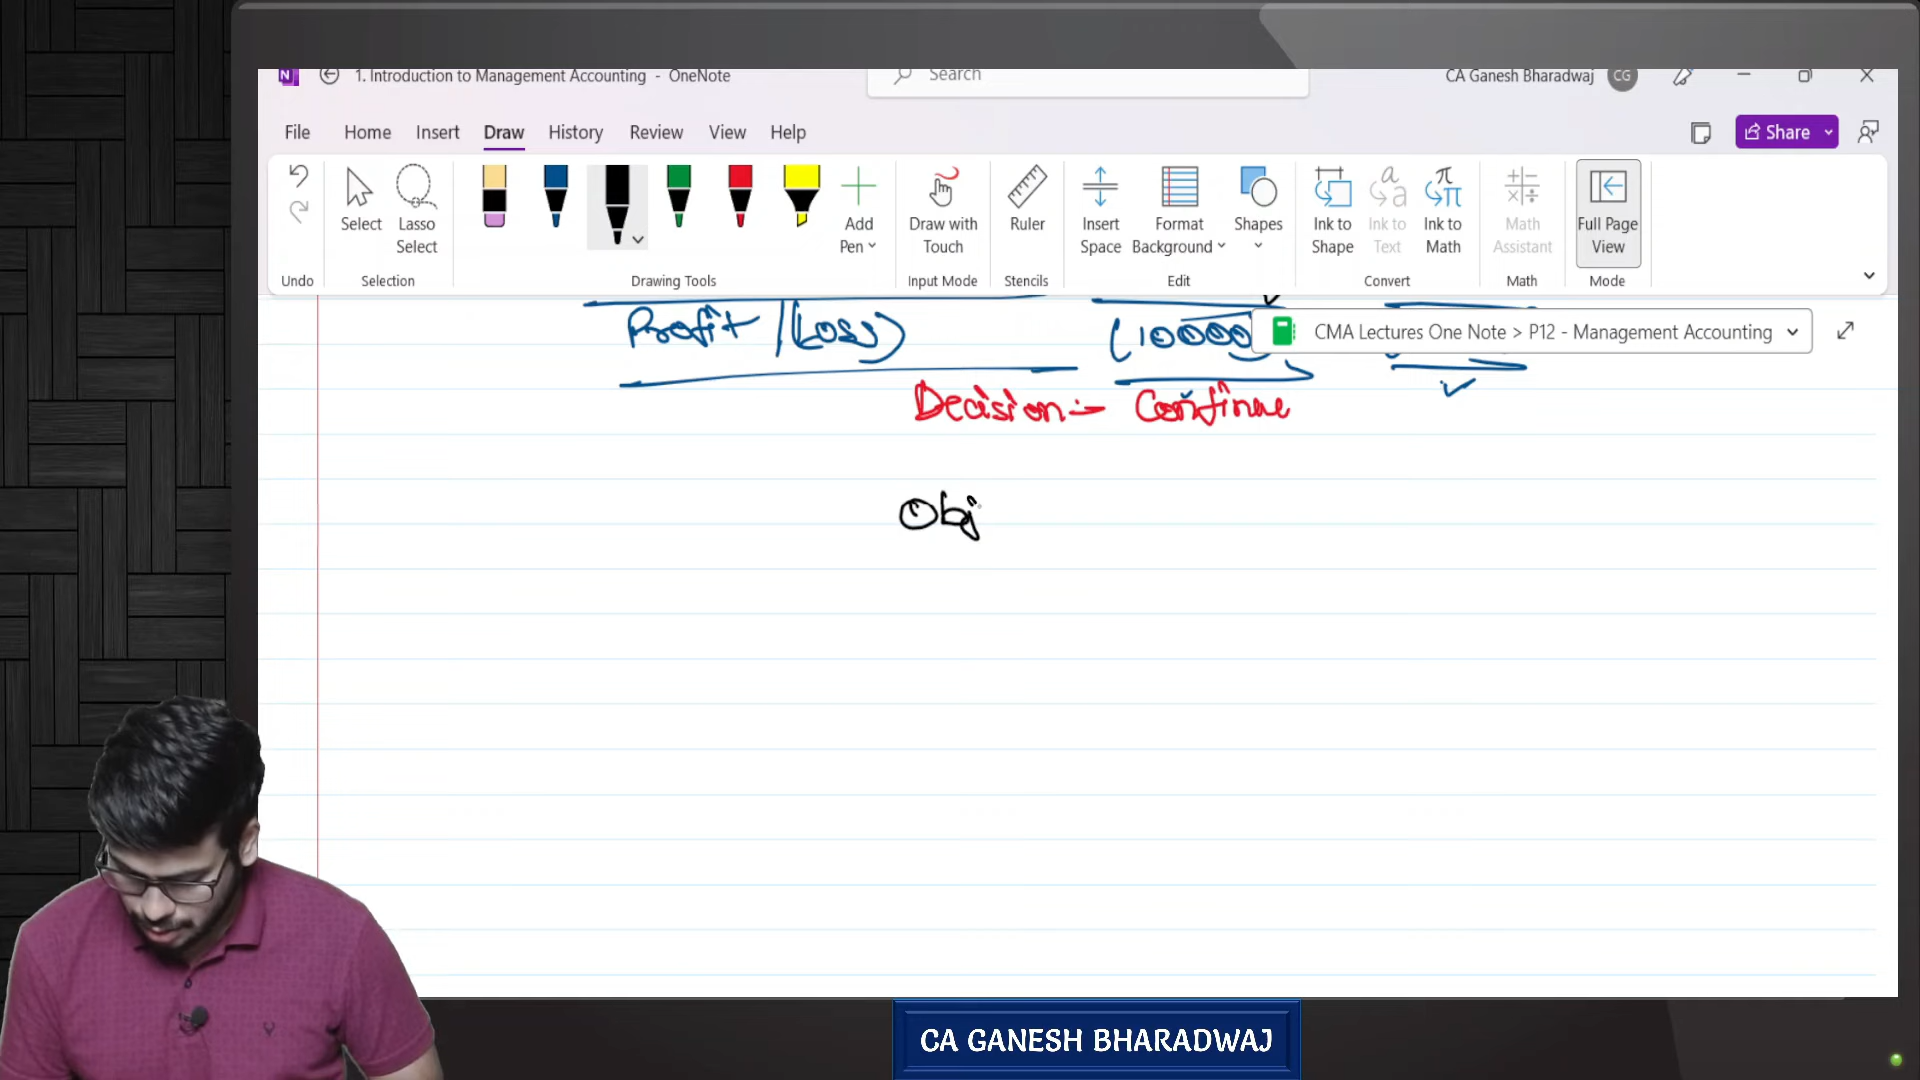 1. Introduction to Management Accounting - OneNote
Search
CA Ganesh Bharadwaj CG
File Home Insert Draw History Review View Help
Share
Select
Lasso Select
Add Pen
Draw with Touch
Ruler
Insert Space
Format Background
Shapes
Ink to Shape
Ink to Text
Ink to Math
Math Assistant
Full Page View
Undo Selection Drawing Tools Input Mode Stencils Edit Convert Math Mode
Profit/(Loss) (10000)
CMA Lectures One Note > P12 - Management Accounting
Decision:- Continue
Obj
CA GANESH BHARADWAJ